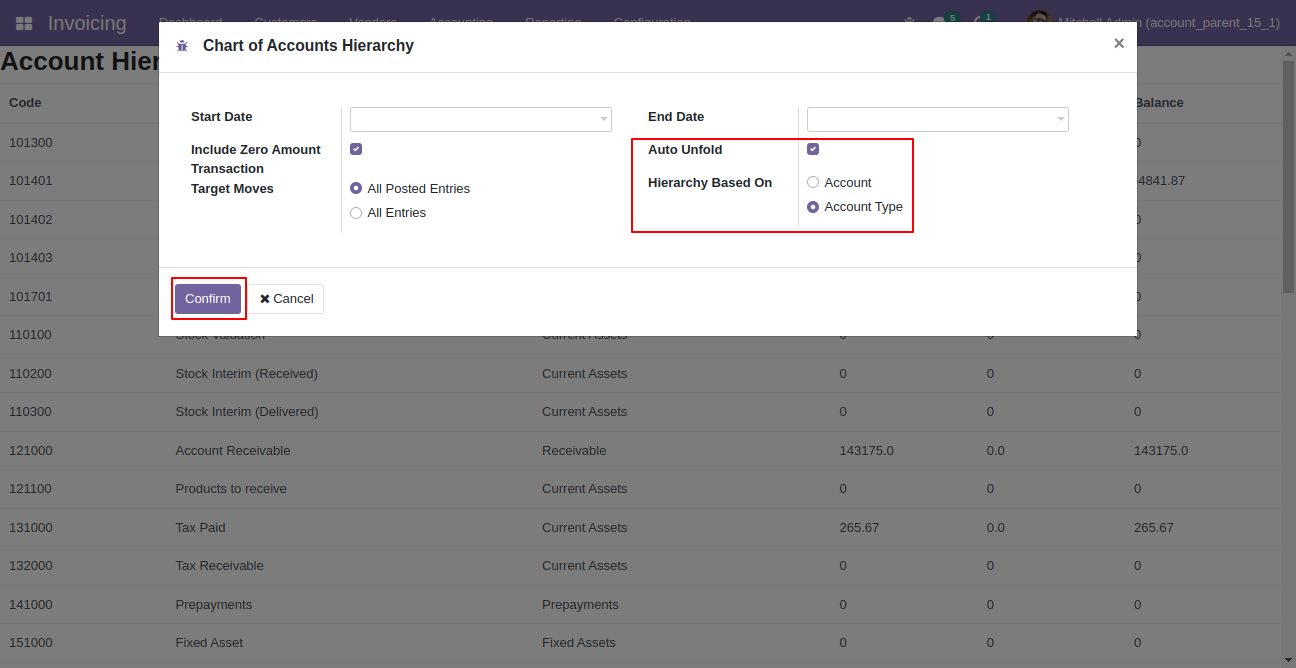 Invoicing
Dashboard Customers Vendors Accounting Reporting Configuration
5 1 Mitchell Admin (account_parent_15_1)
Chart of Accounts Hierarchy ×
Account Hier
Code Balance
Start Date End Date
Include Zero Amount Transaction Auto Unfold
Target Moves All Posted Entries Hierarchy Based On Account
All Entries Account Type
Confirm Cancel
101300 0
101401 -4841.87
101402 0
101403 0
101701 0
110100 Stock Valuation Current Assets 0 0 0
110200 Stock Interim (Received) Current Assets 0 0 0
110300 Stock Interim (Delivered) Current Assets 0 0 0
121000 Account Receivable Receivable 143175.0 0.0 143175.0
121100 Products to receive Current Assets 0 0 0
131000 Tax Paid Current Assets 265.67 0.0 265.67
132000 Tax Receivable Current Assets 0 0 0
141000 Prepayments Prepayments 0 0 0
151000 Fixed Asset Fixed Assets 0 0 0